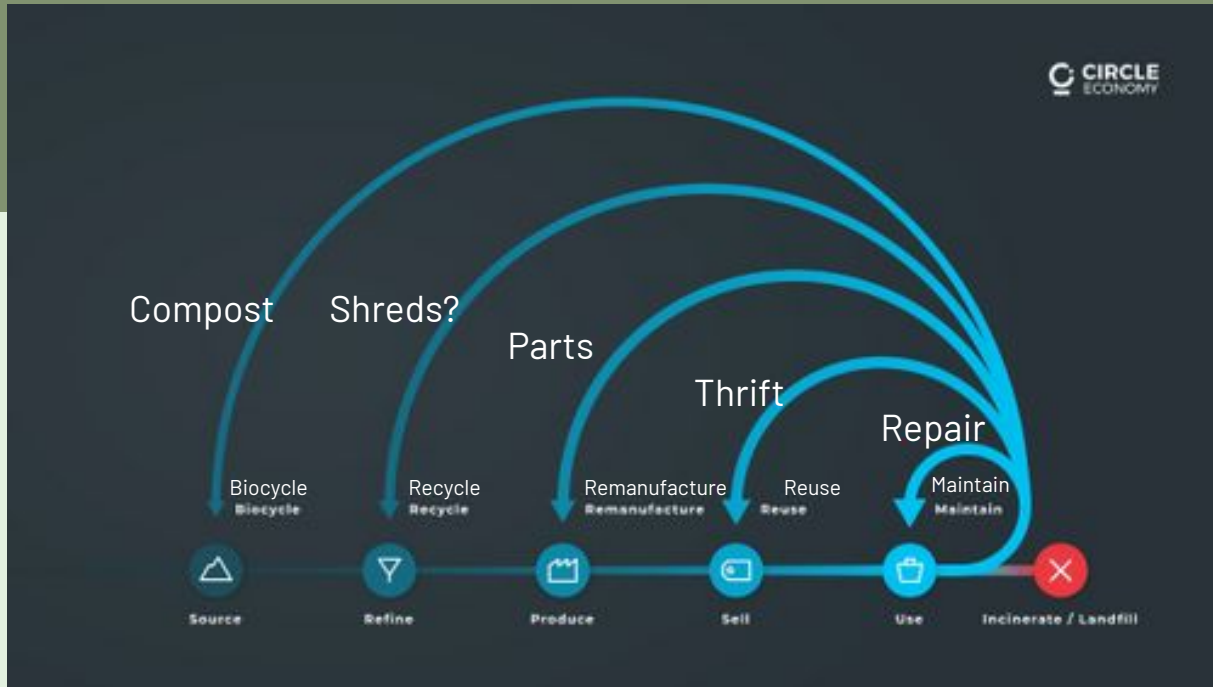 CIRCLE
ECONOMY
Compost
Shreds?
Parts
Thrift
Repair
Biocycle
Recycle
Remanufacture
Reuse
Maintain
Biocycle
Recycle
Remanufacture
Reuse
Maintain
Source
Refine
Produce
Sell
Use
Incinerate / Landfill